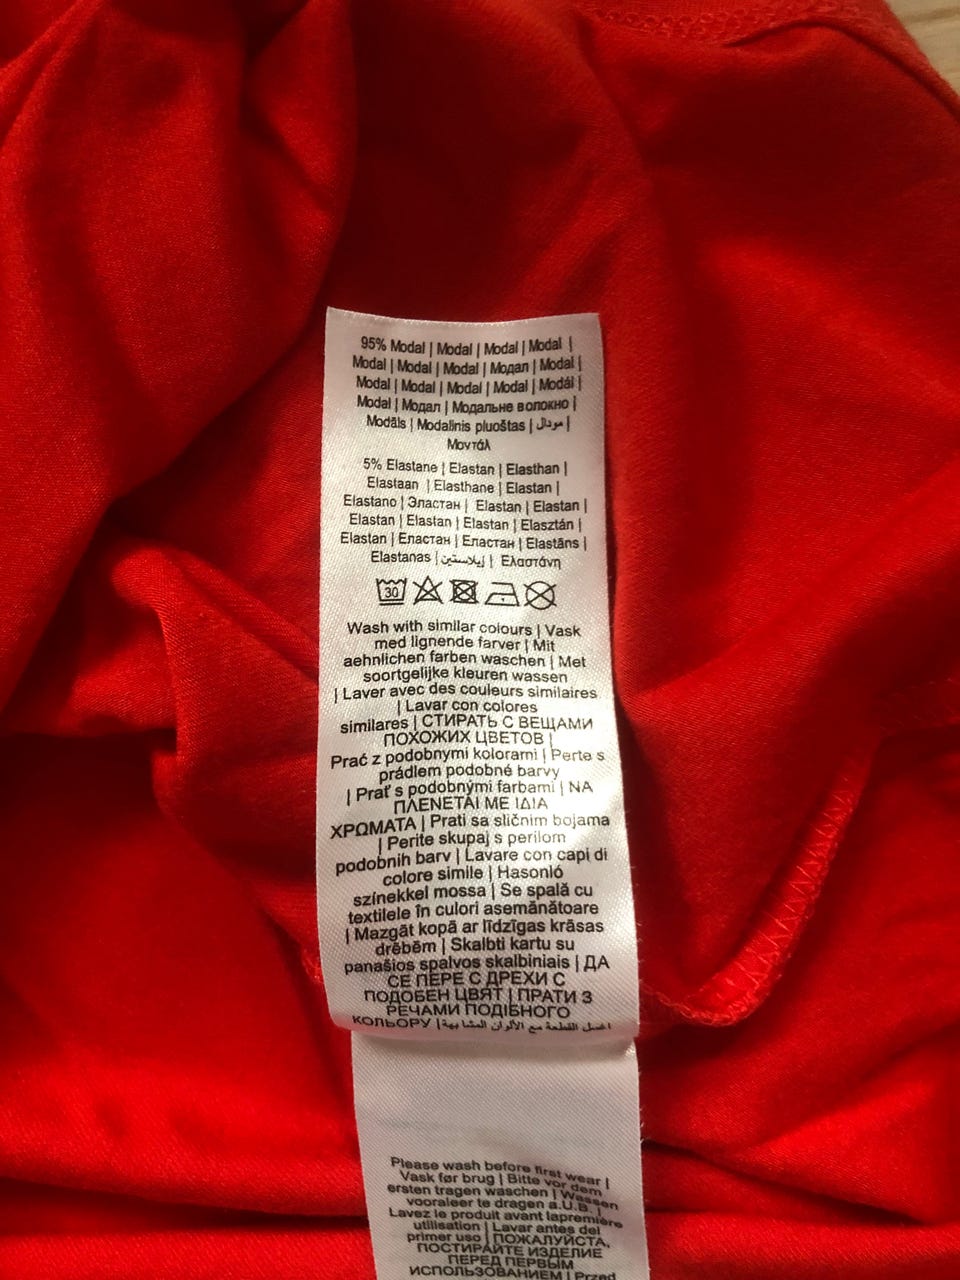 95% Modal | Modal | Modal | Modal |
Modal | Modal | Modal | Модал | Modal |
Modal | Modal | Modal | Modal | Modál |
Modal | Модал | Модальне волокно |
Modāls | Modalinis pluoštas | مودال |
Μοντάλ
5% Elastane | Elastan | Elasthan |
Elastaan | Elasthane | Elastan |
Elastano | Эластан | Elastan | Elastan |
Elastan | Elastan | Elastan | Elasztán |
Elastan | Еластан | Еластан | Elastāns |
Elastanas | إيلاستين | Ελαστάνη
30
Wash with similar colours | Vask
med lignende farver | Mit
aehnlichen farben waschen | Met
soortgelijke kleuren wassen
| Laver avec des couleurs similaires
| Lavar con colores
similares | СТИРАТЬ С ВЕЩАМИ
ПОХОЖИХ ЦВЕТОВ |
Prać z podobnymi kolorami | Perte s
prádlem podobné barvy
| Prať s podobnými farbami | NA
ΠΛΕΝΕΤΑΙ ΜΕ ΙΔΙΑ
ΧΡΩΜΑΤΑ | Prati sa sličnim bojama
| Perite skupaj s perilom
podobnih barv | Lavare con capi di
colore simile | Hasonló
színekkel mossa | Se spală cu
textilele în culori asemănătoare
| Mazgāt kopā ar līdzīgas krāsas
drēbēm | Skalbti kartu su
panašios spalvos skalbiniais | ДА
СЕ ПЕРЕ С ДРЕХИ С
ПОДОБЕН ЦВЯТ | ПРАТИ З
РЕЧАМИ ПОДІБНОГО
КОЛЬОРУ | اغسل القطعة مع الألوان المشابهة
Please wash before first wear |
Vask før brug | Bitte vor dem
ersten tragen waschen | Wassen
vooraleer te dragen a.U.B. |
Lavez le produit avant lapremière
utilisation | Lavar antes del
primer uso | ПОЖАЛУЙСТА,
ПОСТИРАЙТЕ ИЗДЕЛИЕ
ПЕРЕД ПЕРВЫМ
ИСПОЛЬЗОВАНИЕМ | Przed